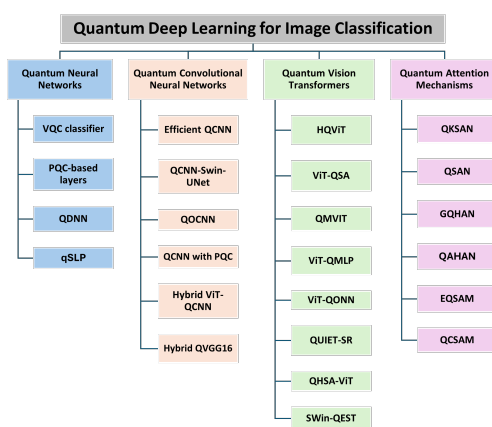 Quantum Deep Learning for Image Classification
Quantum Neural
Networks
VQC classifier
PQC-based
layers
QDNN
qSLP
Quantum Convolutional
Neural Networks
Efficient QCNN
QCNN-Swin-
UNet
QOCNN
QCNN with PQC
Hybrid ViT-
QCNN
Hybrid QVGG16
Quantum Vision
Transformers
HQViT
ViT-QSA
QMVIT
ViT-QMLP
ViT-QONN
QUIET-SR
QHSA-ViT
SWin-QEST
Quantum Attention
Mechanisms
QKSAN
QSAN
GQHAN
QAHAN
EQSAM
QCSAM